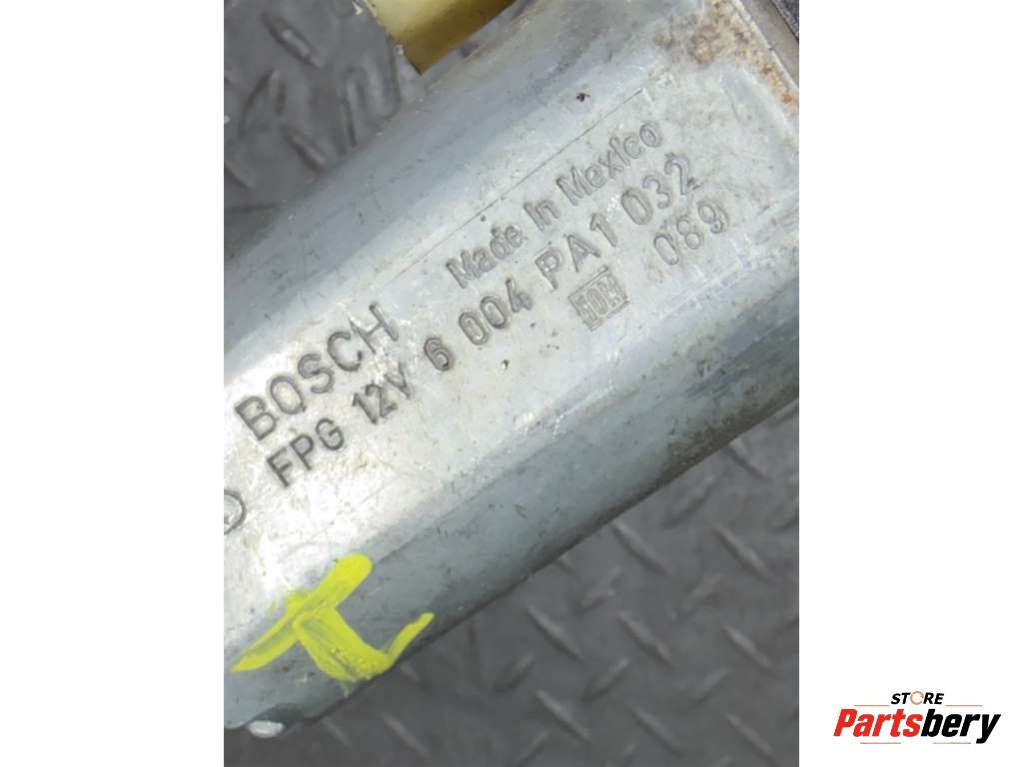 BOSCH Made In Mexico
FPG 12V 6 004 PA1 032
089
STORE
Partsbery